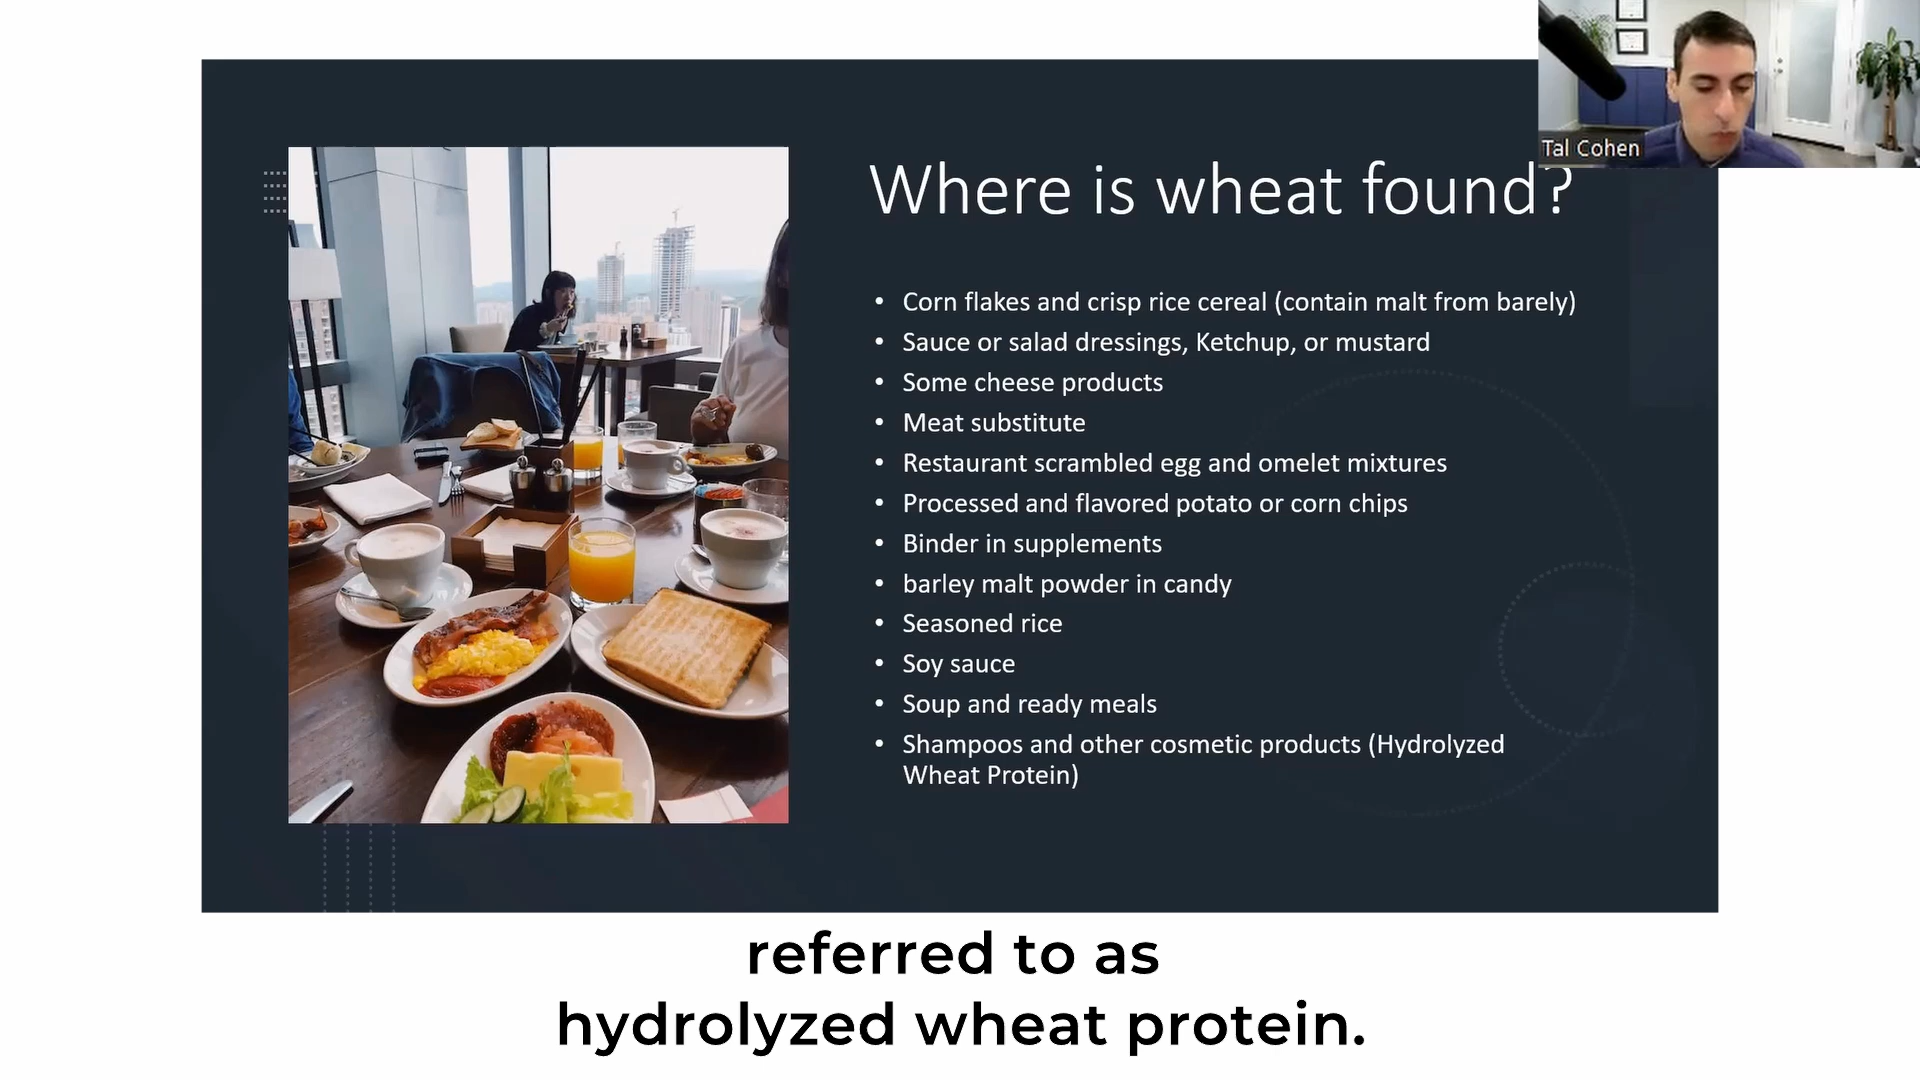 Tal Cohen
Where is wheat found?
• Corn flakes and crisp rice cereal (contain malt from barely)
• Sauce or salad dressings, Ketchup, or mustard
• Some cheese products
• Meat substitute
• Restaurant scrambled egg and omelet mixtures
• Processed and flavored potato or corn chips
• Binder in supplements
• barley malt powder in candy
• Seasoned rice
• Soy sauce
• Soup and ready meals
• Shampoos and other cosmetic products (Hydrolyzed
Wheat Protein)
referred to as
hydrolyzed wheat protein.